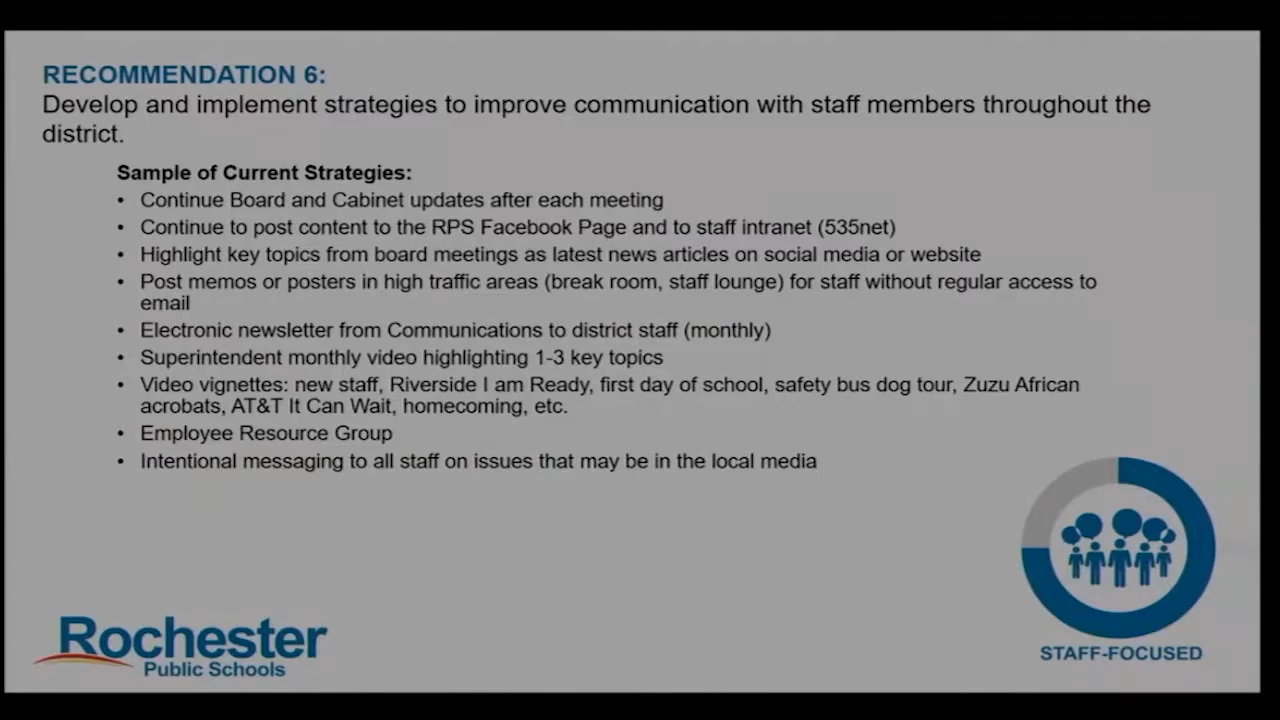 RECOMMENDATION 6:
Develop and implement strategies to improve communication with staff members throughout the
district.
Sample of Current Strategies:
• Continue Board and Cabinet updates after each meeting
• Continue to post content to the RPS Facebook Page and to staff intranet (535net)
• Highlight key topics from board meetings as latest news articles on social media or website
• Post memos or posters in high traffic areas (break room, staff lounge) for staff without regular access to
email
• Electronic newsletter from Communications to district staff (monthly)
• Superintendent monthly video highlighting 1-3 key topics
• Video vignettes: new staff, Riverside I am Ready, first day of school, safety bus dog tour, Zuzu African
acrobats, AT&T It Can Wait, homecoming, etc.
• Employee Resource Group
• Intentional messaging to all staff on issues that may be in the local media
Rochester
Public Schools
STAFF-FOCUSED